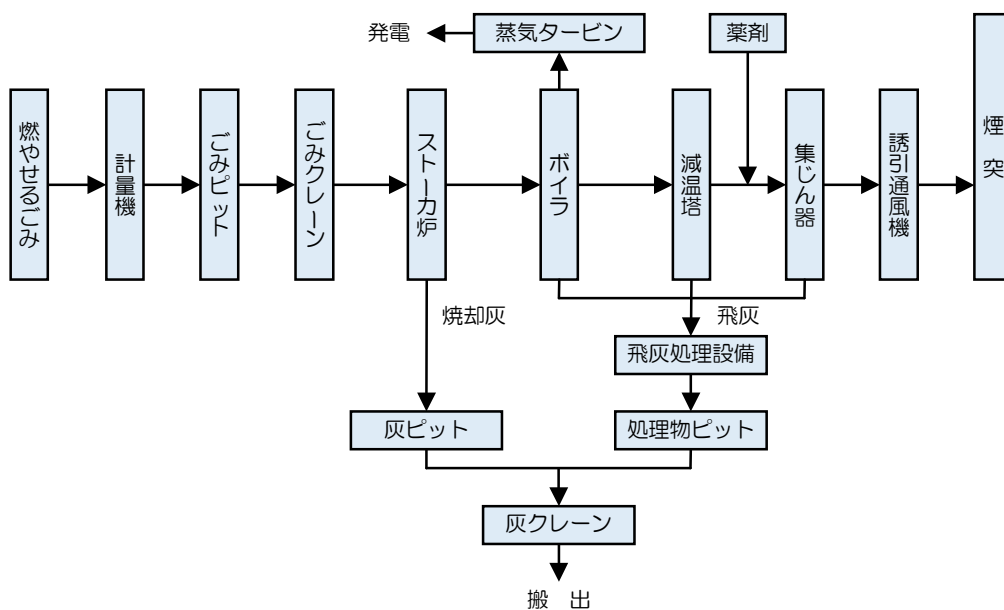 発電
蒸気タービン
薬剤
燃やせるごみ
計量機
ごみピット
ごみクレーン
ストーカ炉
ボイラ
減温塔
集じん器
誘引通風機
煙突
焼却灰
飛灰
飛灰処理設備
灰ピット
処理物ピット
灰クレーン
搬出